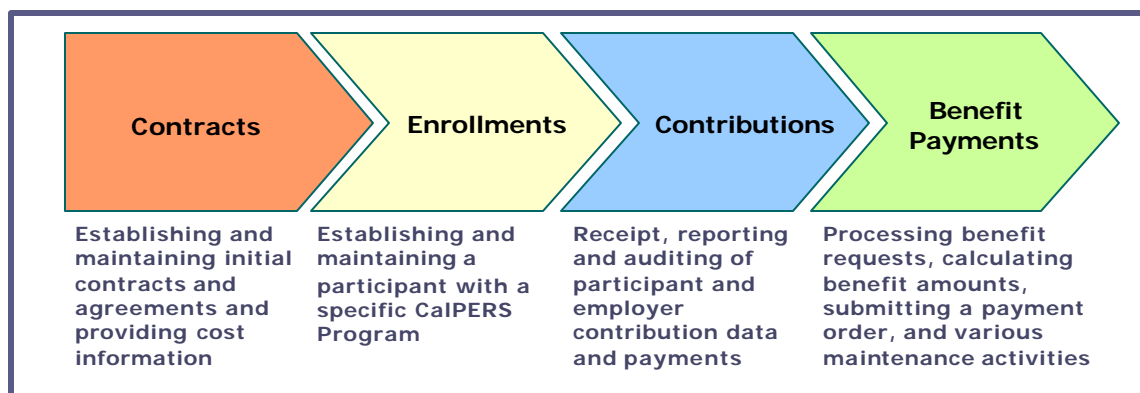 Contracts
Enrollments
Contributions
Benefit
Payments
Establishing and
maintaining initial
contracts and
agreements and
providing cost
information
Establishing and
maintaining a
participant with a
specific CalPERS
Program
Receipt, reporting
and auditing of
participant and
employer
contribution data
and payments
Processing benefit
requests, calculating
benefit amounts,
submitting a payment
order, and various
maintenance activities